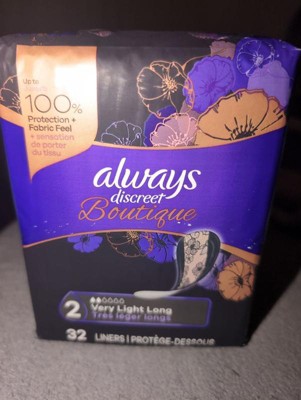 Up to
100%
Protection +
Fabric Feel
+ sensation
de porter
du tissu
always
discreet
Boutique
2
Very Light Long
Très léger longs
32 LINERS | PROTÈGE-DESSOUS